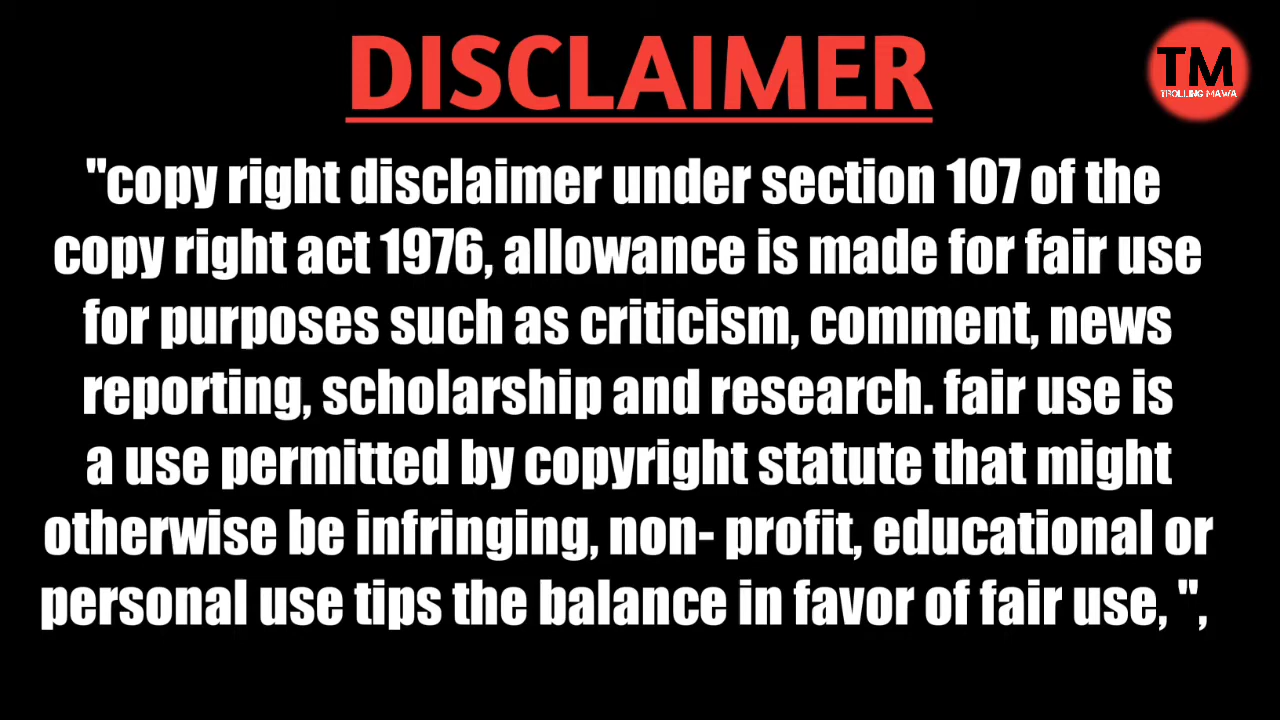 DISCLAIMER
TM
TROLLING MAWA
"copy right disclaimer under section 107 of the
copy right act 1976, allowance is made for fair use
for purposes such as criticism, comment, news
reporting, scholarship and research. fair use is
a use permitted by copyright statute that might
otherwise be infringing, non- profit, educational or
personal use tips the balance in favor of fair use, ",